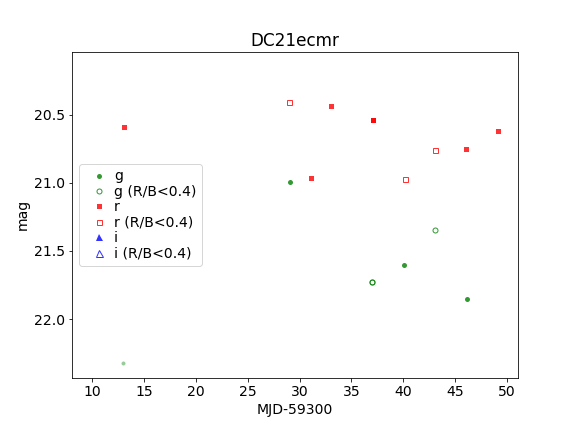 DC21ecmr
20.5
21.0
21.5
22.0
mag
g
g (R/B<0.4)
r
r (R/B<0.4)
i
i (R/B<0.4)
10 15 20 25 30 35 40 45 50
MJD-59300